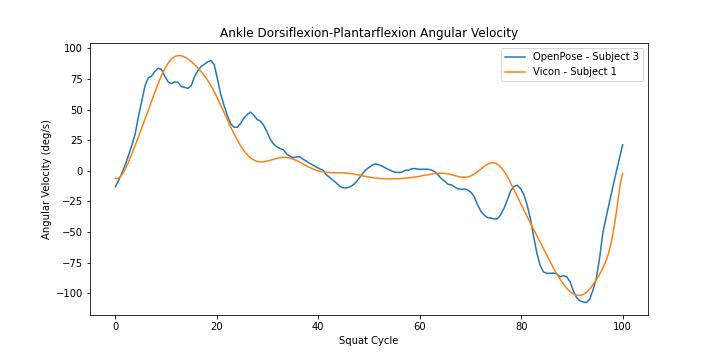 Ankle Dorsiflexion-Plantarflexion Angular Velocity
OpenPose - Subject 3
Vicon - Subject 1
Angular Velocity (deg/s)
100
75
50
25
0
−25
−50
−75
−100
0 20 40 60 80 100
Squat Cycle